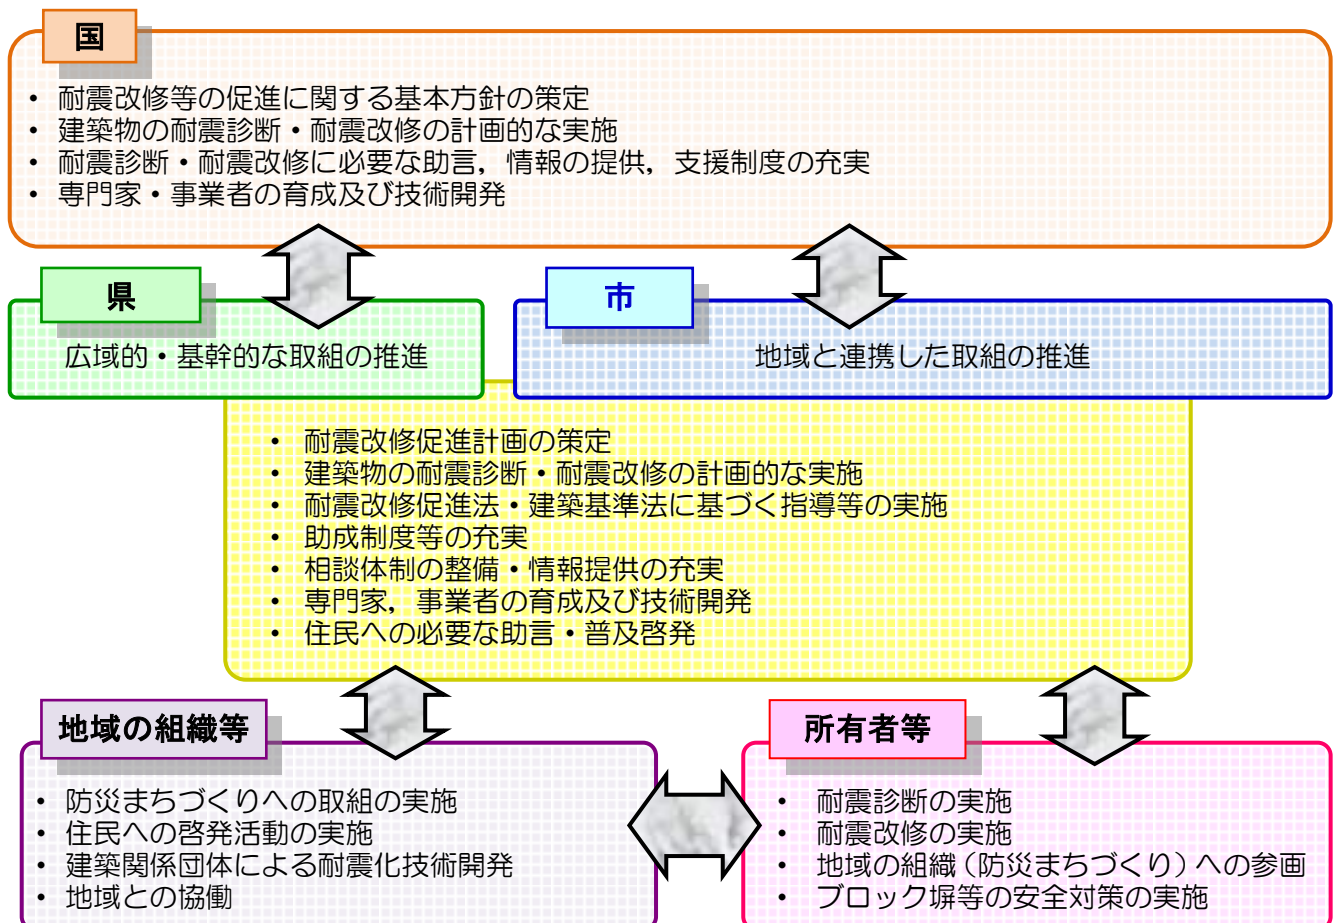 国
・ 耐震改修等の促進に関する基本方針の策定
・ 建築物の耐震診断・耐震改修の計画的な実施
・ 耐震診断・耐震改修に必要な助言，情報の提供，支援制度の充実
・ 専門家・事業者の育成及び技術開発
県
広域的・基幹的な取組の推進
市
地域と連携した取組の推進
・ 耐震改修促進計画の策定
・ 建築物の耐震診断・耐震改修の計画的な実施
・ 耐震改修促進法・建築基準法に基づく指導等の実施
・ 助成制度等の充実
・ 相談体制の整備・情報提供の充実
・ 専門家，事業者の育成及び技術開発
・ 住民への必要な助言・普及啓発
地域の組織等
・ 防災まちづくりへの取組の実施
・ 住民への啓発活動の実施
・ 建築関係団体による耐震化技術開発
・ 地域との協働
所有者等
・ 耐震診断の実施
・ 耐震改修の実施
・ 地域の組織（防災まちづくり）への参画
・ ブロック塀等の安全対策の実施